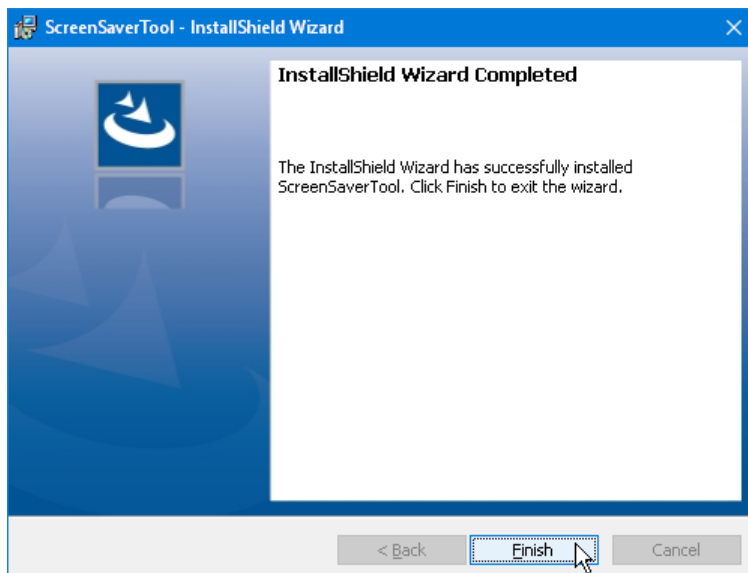 ScreenSaverTool - InstallShield Wizard
InstallShield Wizard Completed
The InstallShield Wizard has successfully installed
ScreenSaverTool. Click Finish to exit the wizard.
< Back Finish Cancel